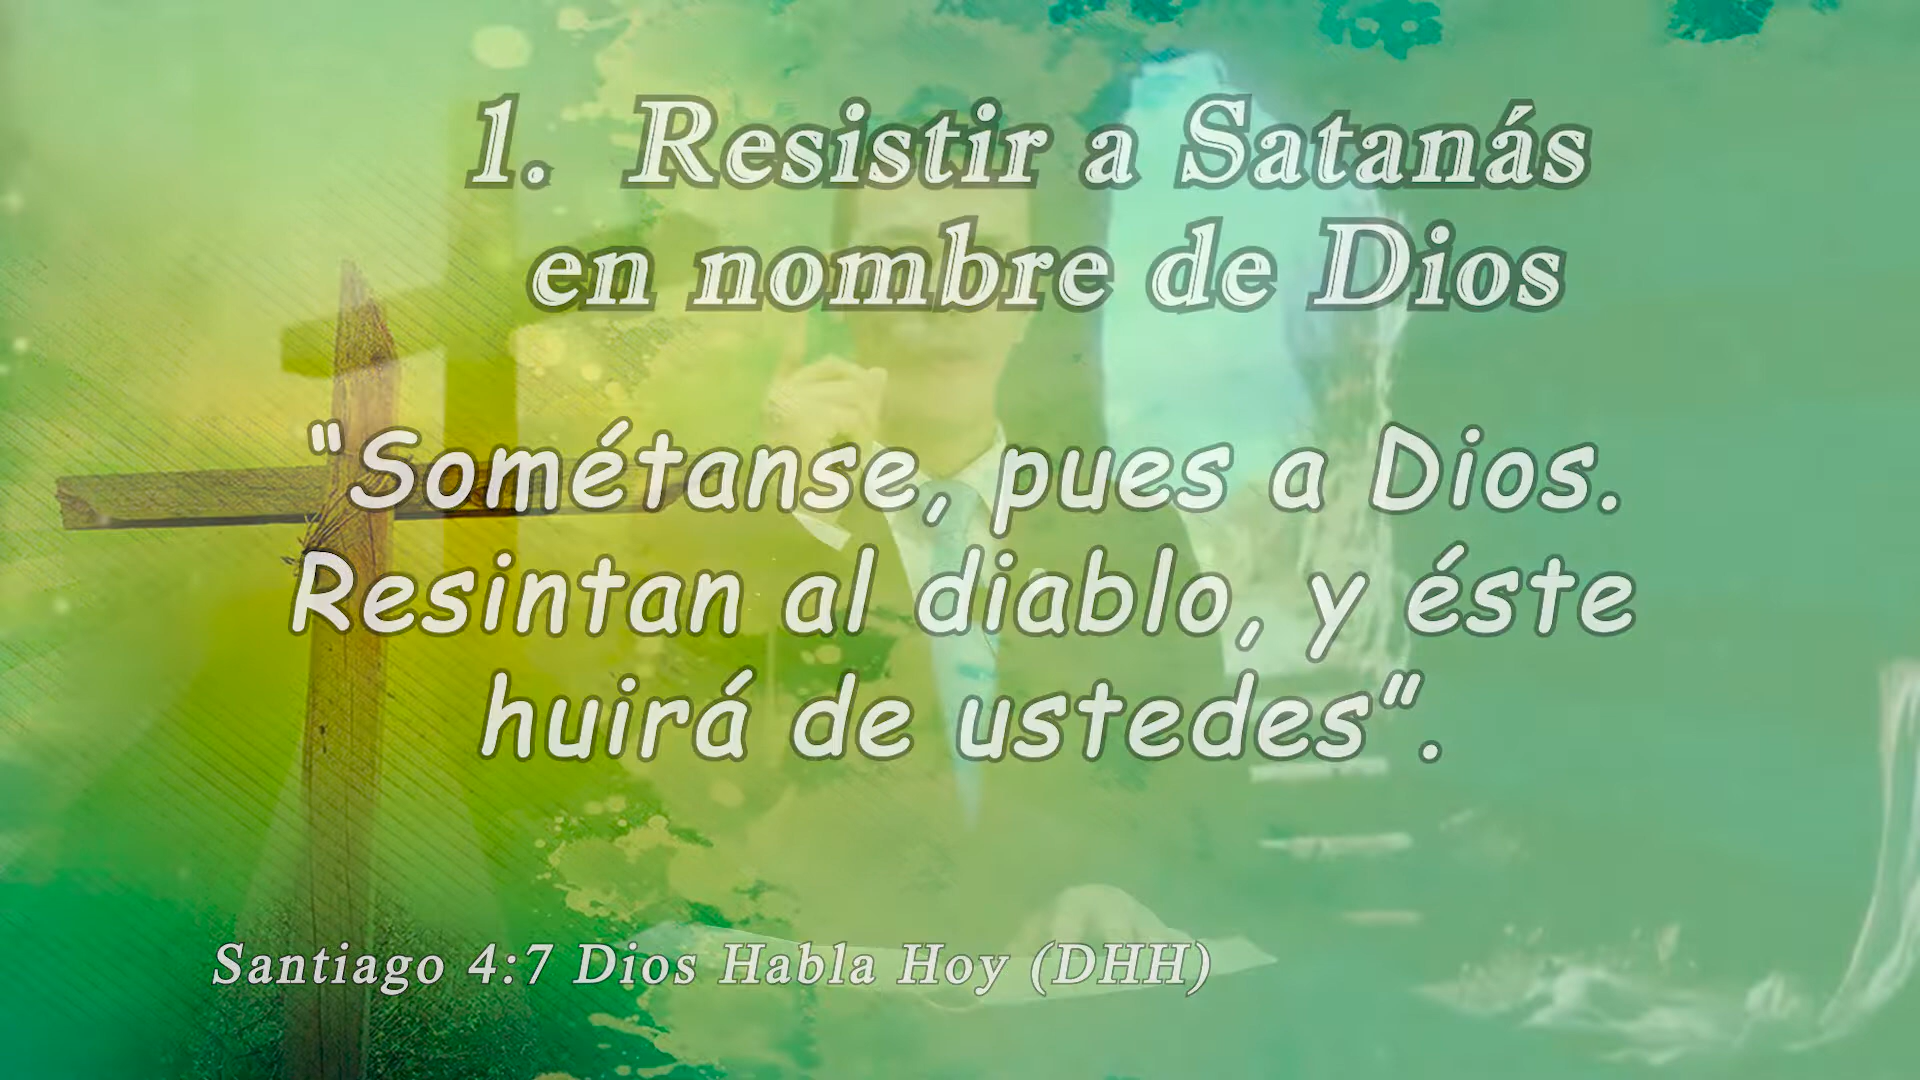 1. Resistir a Satanás
en nombre de Dios
“Sométanse, pues a Dios.
Resintan al diablo, y éste
huirá de ustedes”.
Santiago 4:7 Dios Habla Hoy (DHH)